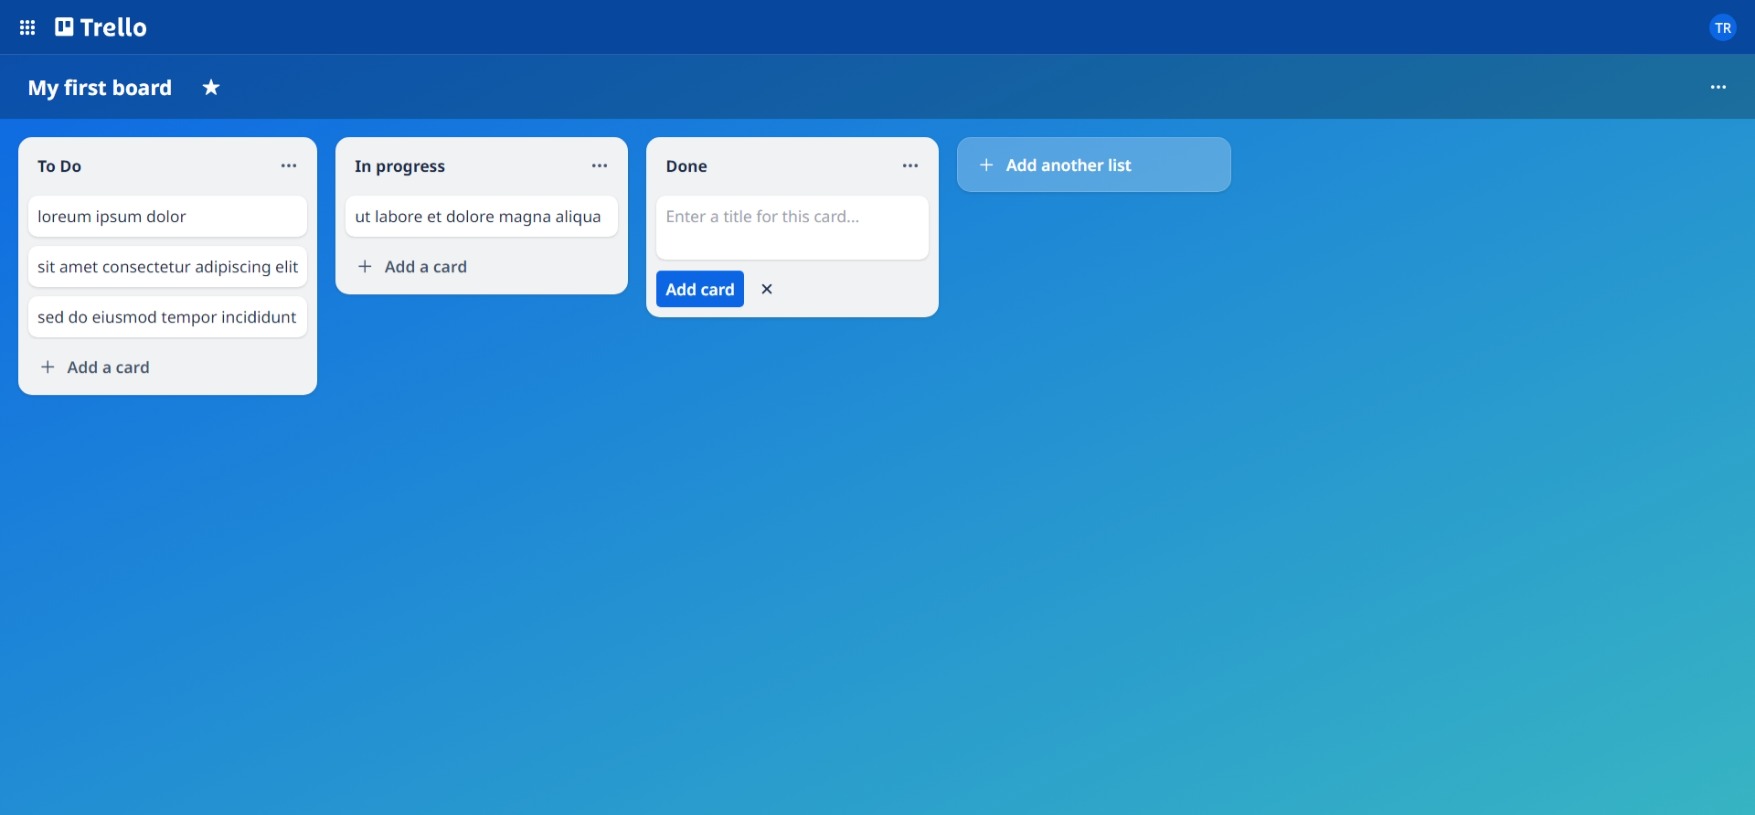 Trello
TR
My first board
To Do
loreum ipsum dolor
sit amet consectetur adipiscing elit
sed do eiusmod tempor incididunt
Add a card
In progress
ut labore et dolore magna aliqua
Add a card
Done
Enter a title for this card...
Add card
Add another list